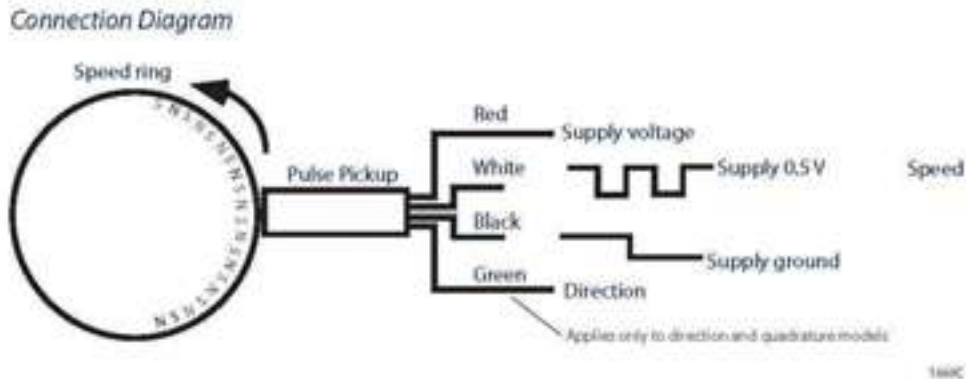 Connection Diagram
Speed ring
Red
Supply voltage
Pulse Pickup
White
Supply 0.5 V
Speed
Black
Supply ground
Green
Direction
Applies only to direction and quadrature models